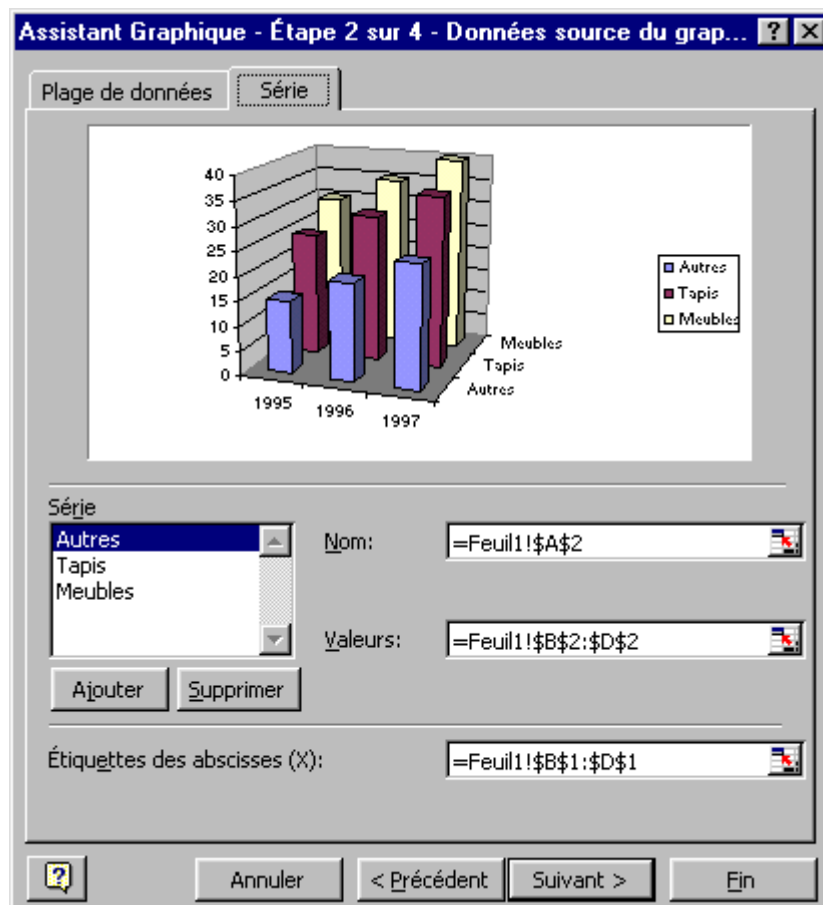 Assistant Graphique - Étape 2 sur 4 - Données source du grap...
Plage de données
Série
40
35
30
25
20
15
10
5
0
1995
1996
1997
Meubles
Tapis
Autres
Autres
Tapis
Meubles
Série
Autres
Tapis
Meubles
Nom:
=Feuil1!$A$2
Valeurs:
=Feuil1!$B$2:$D$2
Ajouter
Supprimer
Étiquettes des abscisses (X):
=Feuil1!$B$1:$D$1
Annuler
< Précédent
Suivant >
Fin